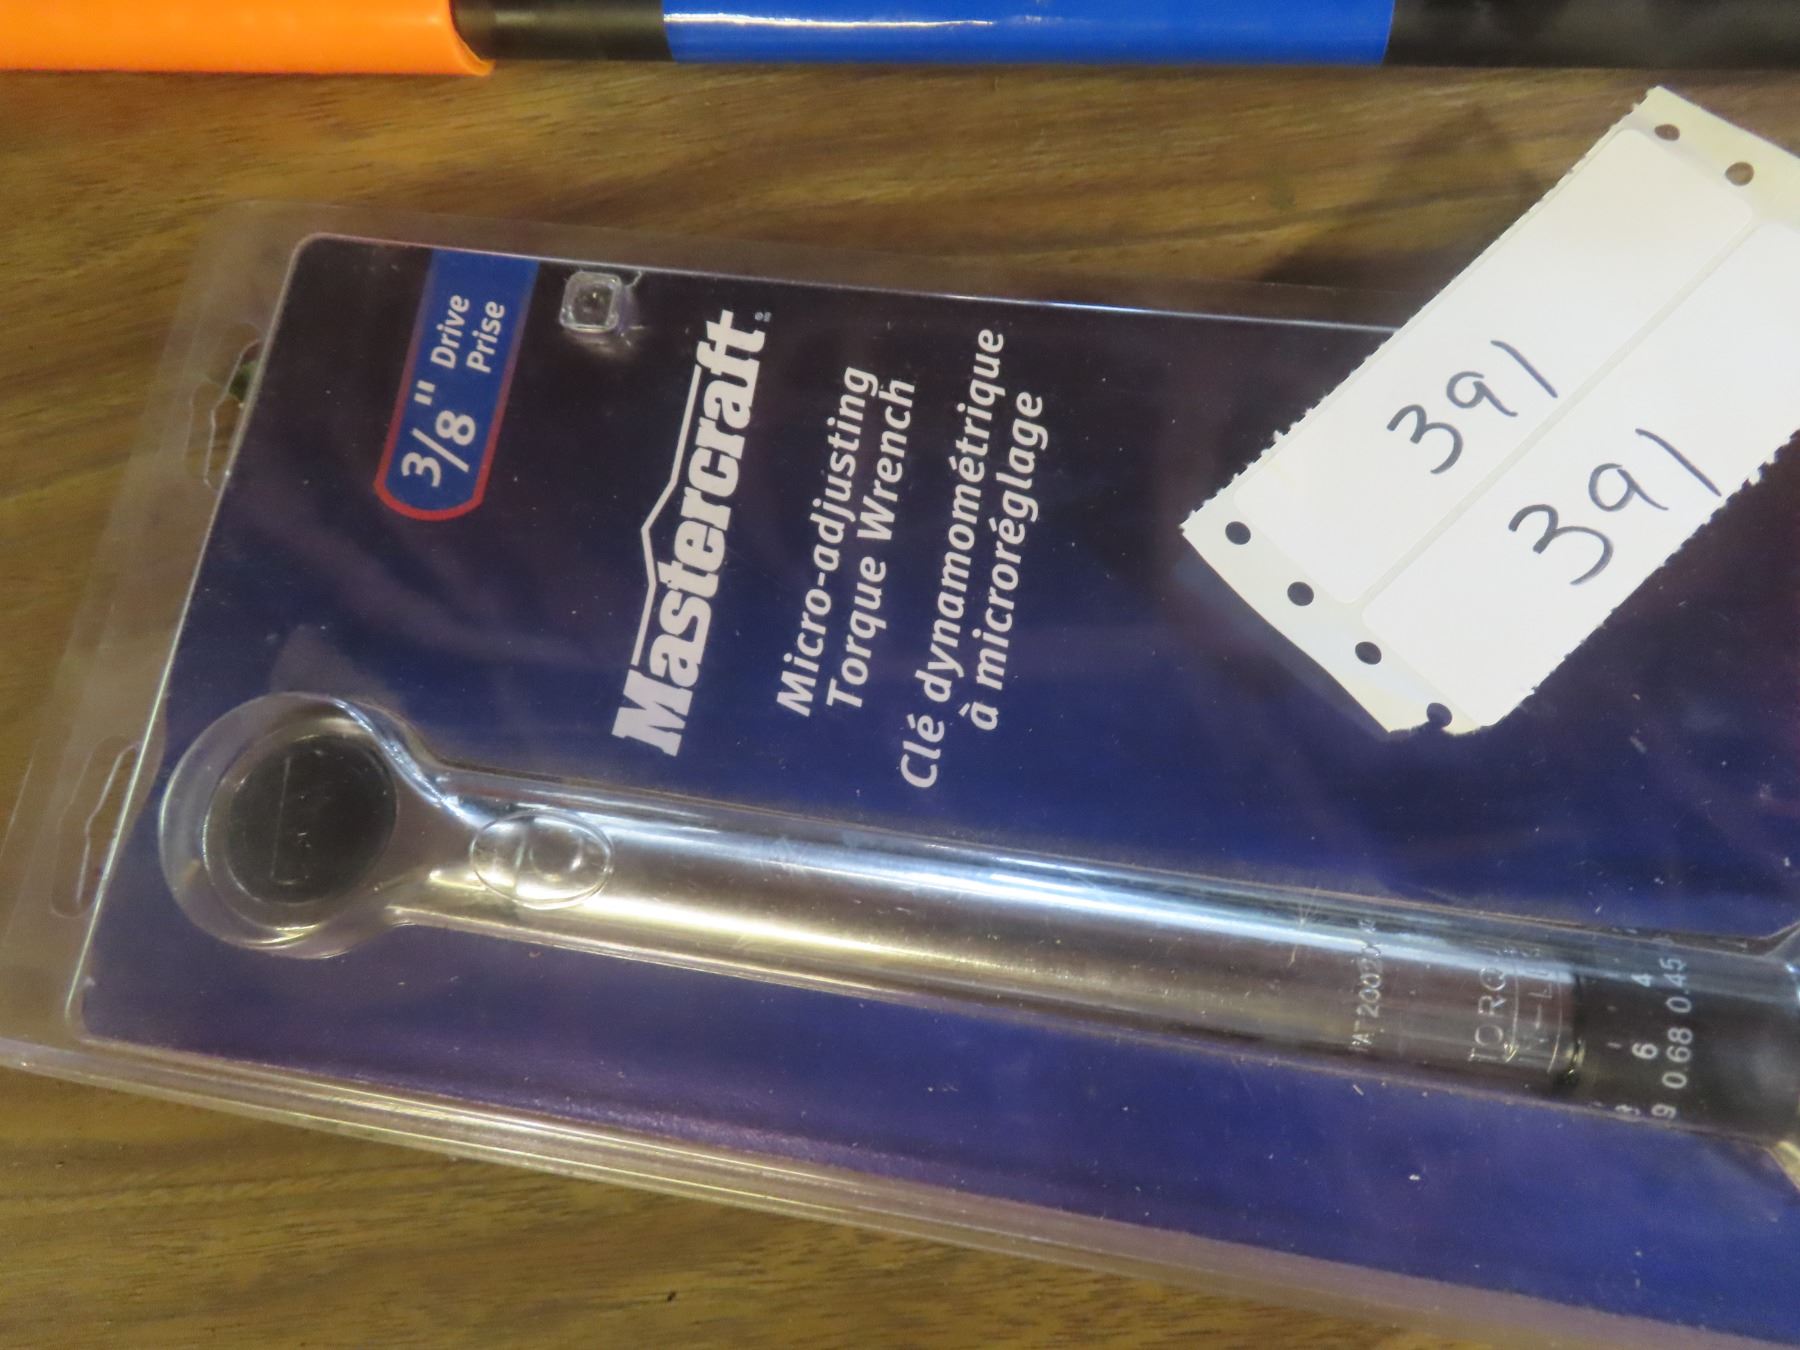 3/8" Drive
Prise
Mastercraft
Micro-adjusting
Torque Wrench
Clé dynamométrique
à microréglage
391
391
4
6
0.68 0.45